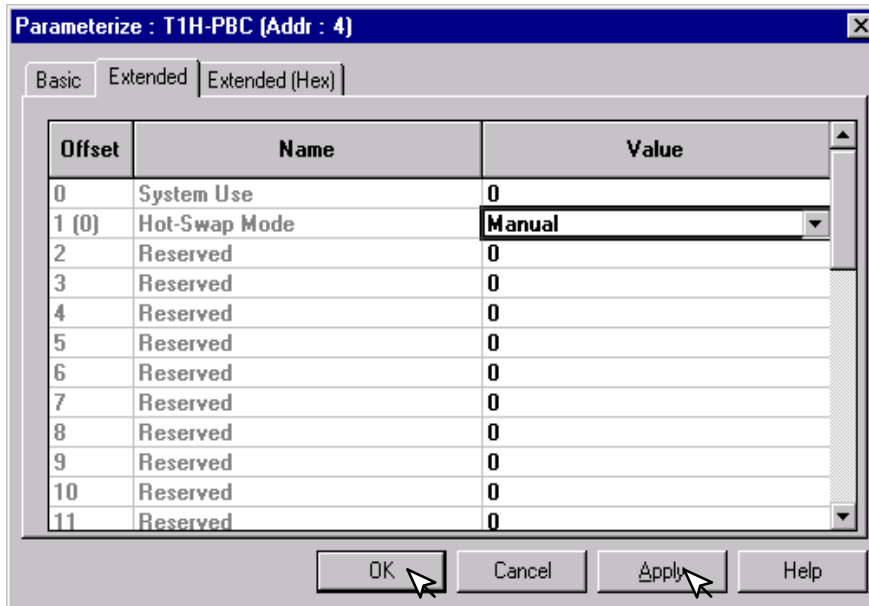 Parameterize : T1H-PBC (Addr : 4)
Basic Extended Extended (Hex)
Offset Name Value
0 System Use 0
1 (0) Hot-Swap Mode Manual
2 Reserved 0
3 Reserved 0
4 Reserved 0
5 Reserved 0
6 Reserved 0
7 Reserved 0
8 Reserved 0
9 Reserved 0
10 Reserved 0
11 Reserved 0
OK Cancel Apply Help